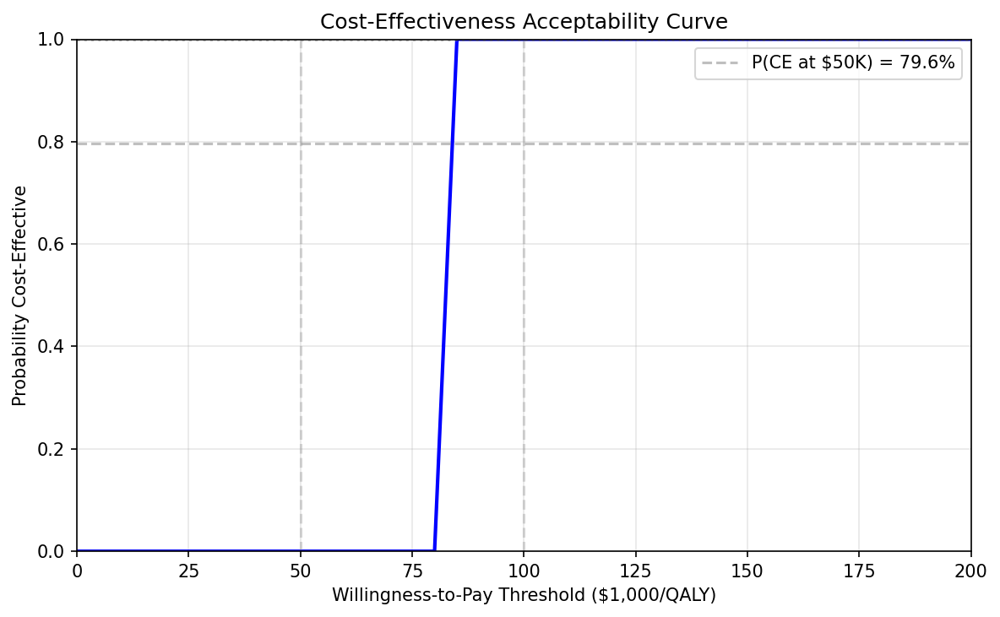 Cost-Effectiveness Acceptability Curve
P(CE at $50K) = 79.6%
Probability Cost-Effective
1.0
0.8
0.6
0.4
0.2
0.0
0 25 50 75 100 125 150 175 200
Willingness-to-Pay Threshold ($1,000/QALY)